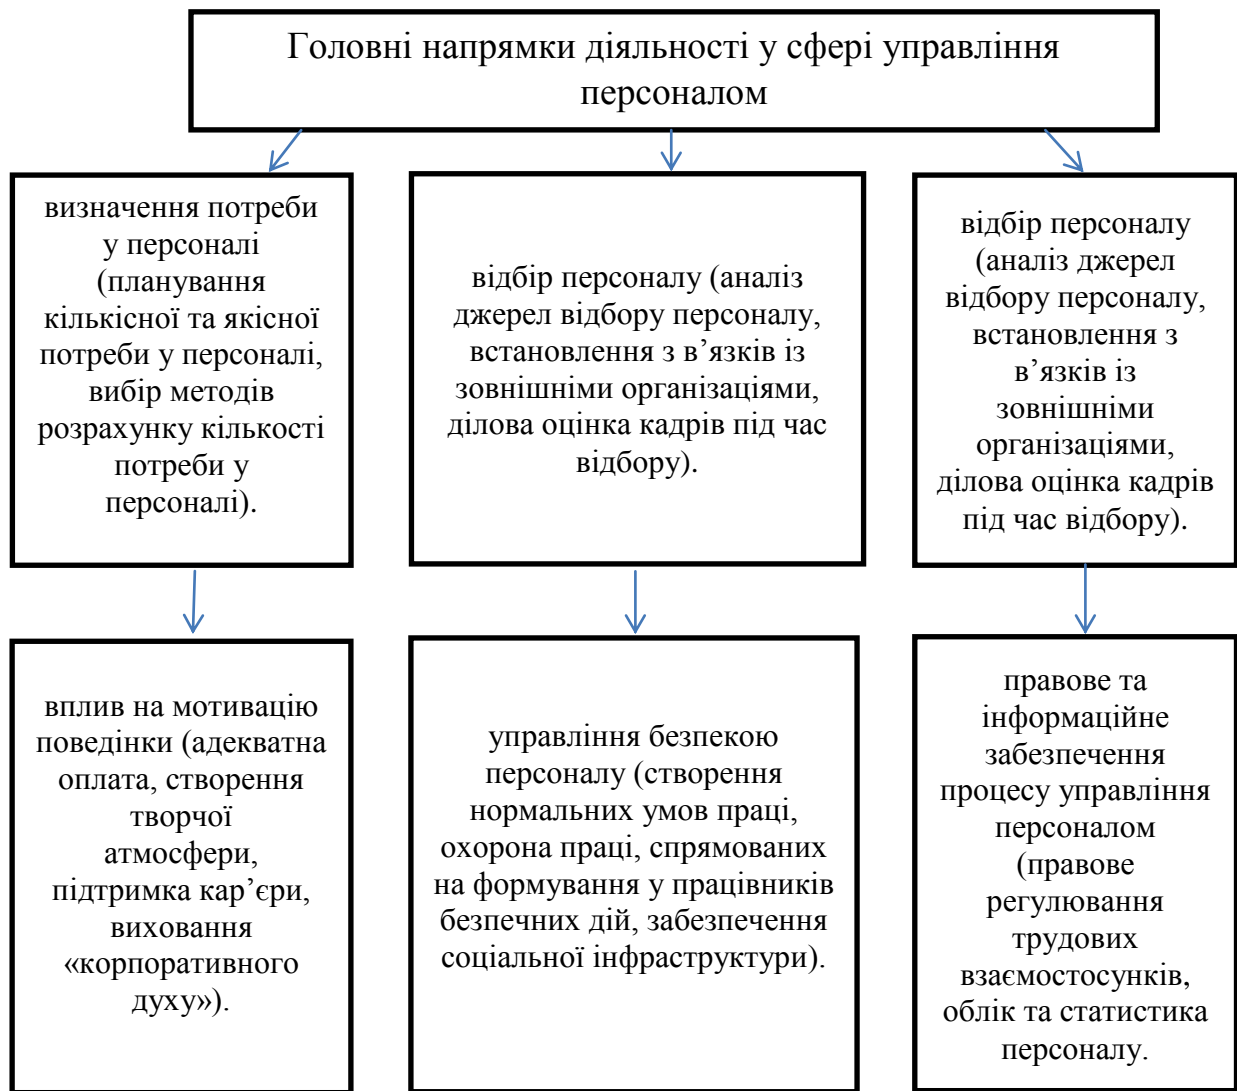 Головні напрямки діяльності у сфері управління
персоналом
визначення потреби
у персоналі
(планування
кількісної та якісної
потреби у персоналі,
вибір методів
розрахунку кількості
потреби у
персоналі).
відбір персоналу (аналіз
джерел відбору персоналу,
встановлення з в’язків із
зовнішніми організаціями,
ділова оцінка кадрів під час
відбору).
відбір персоналу
(аналіз джерел
відбору персоналу,
встановлення з
в’язків із
зовнішніми
організаціями,
ділова оцінка кадрів
під час відбору).
вплив на мотивацію
поведінки (адекватна
оплата, створення
творчої
атмосфери,
підтримка кар’єри,
виховання
«корпоративного
духу»).
управління безпекою
персоналу (створення
нормальних умов праці,
охорона праці, спрямованих
на формування у працівників
безпечних дій, забезпечення
соціальної інфраструктури).
правове та
інформаційне
забезпечення
процесу управління
персоналом
(правове
регулювання
трудових
взаємостосунків,
облік та статистика
персоналу.